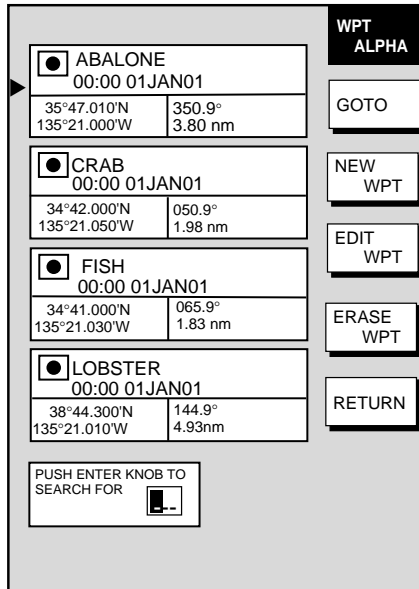 ABALONE
00:00 01JAN01
35°47.010'N 350.9°
135°21.000'W 3.80 nm
CRAB
00:00 01JAN01
34°42.000'N 050.9°
135°21.050'W 1.98 nm
FISH
00:00 01JAN01
34°41.000'N 065.9°
135°21.030'W 1.83 nm
LOBSTER
00:00 01JAN01
38°44.300'N 144.9°
135°21.010'W 4.93nm
PUSH ENTER KNOB TO
SEARCH FOR
WPT
ALPHA
GOTO
NEW
WPT
EDIT
WPT
ERASE
WPT
RETURN